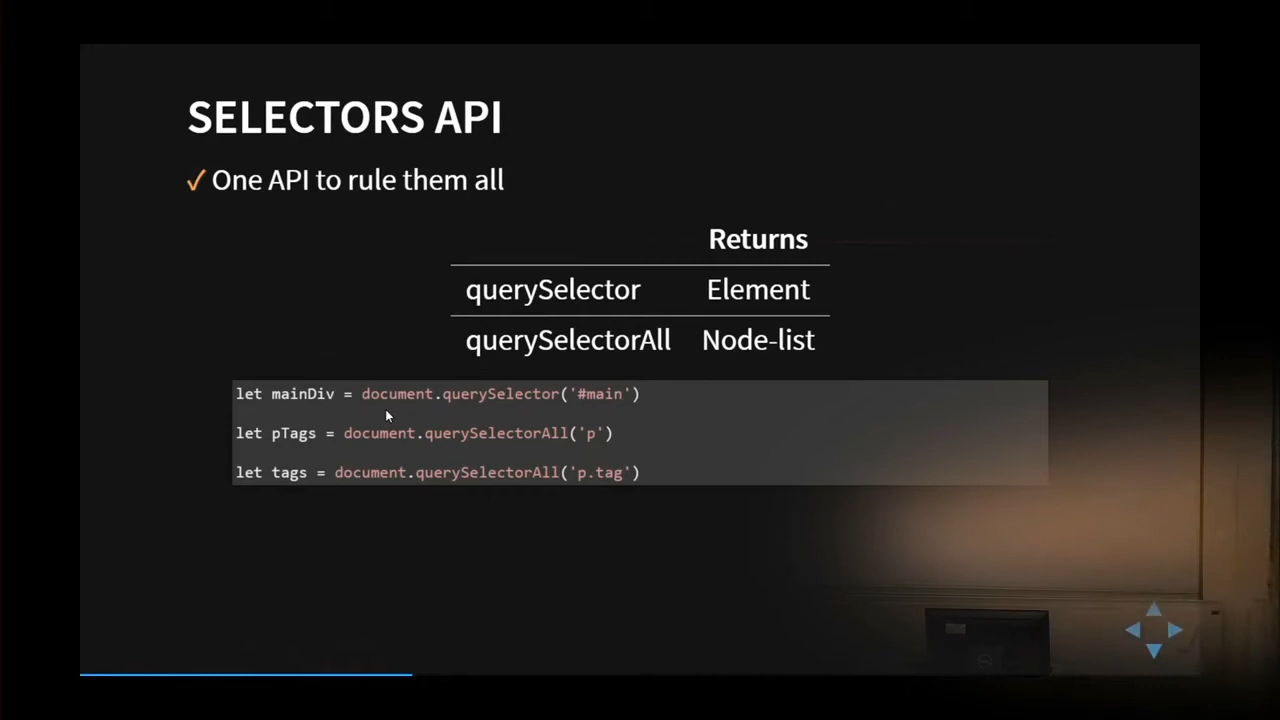 SELECTORS API
✓ One API to rule them all
Returns
querySelector Element
querySelectorAll Node-list
let mainDiv = document.querySelector('#main')
let pTags = document.querySelectorAll('p')
let tags = document.querySelectorAll('p.tag')